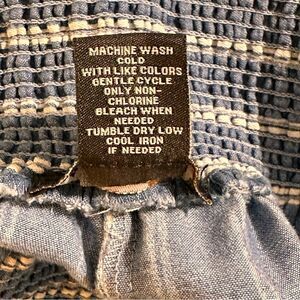 MACHINE WASH
COLD
WITH LIKE COLORS
GENTLE CYCLE
ONLY NON-
CHLORINE
BLEACH WHEN
NEEDED
TUMBLE DRY LOW
COOL IRON
IF NEEDED